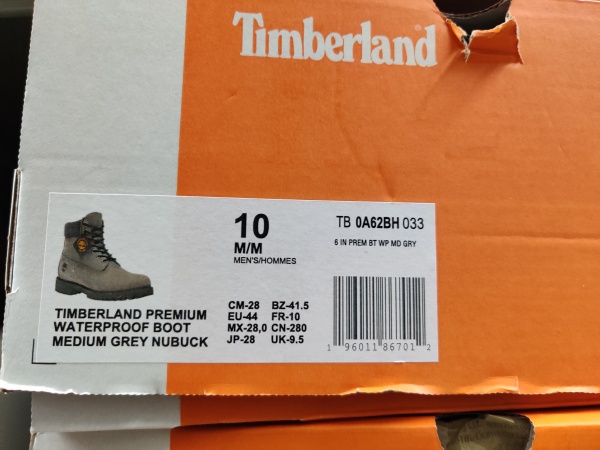 Timberland
10
M/M
MEN'S/HOMMES
TB 0A62BH 033
6 IN PREM BT WP MD GRY
TIMBERLAND PREMIUM
WATERPROOF BOOT
MEDIUM GREY NUBUCK
CM-28 BZ-41.5
EU-44 FR-10
MX-28,0 CN-280
JP-28 UK-9.5
1 96011 86701 2